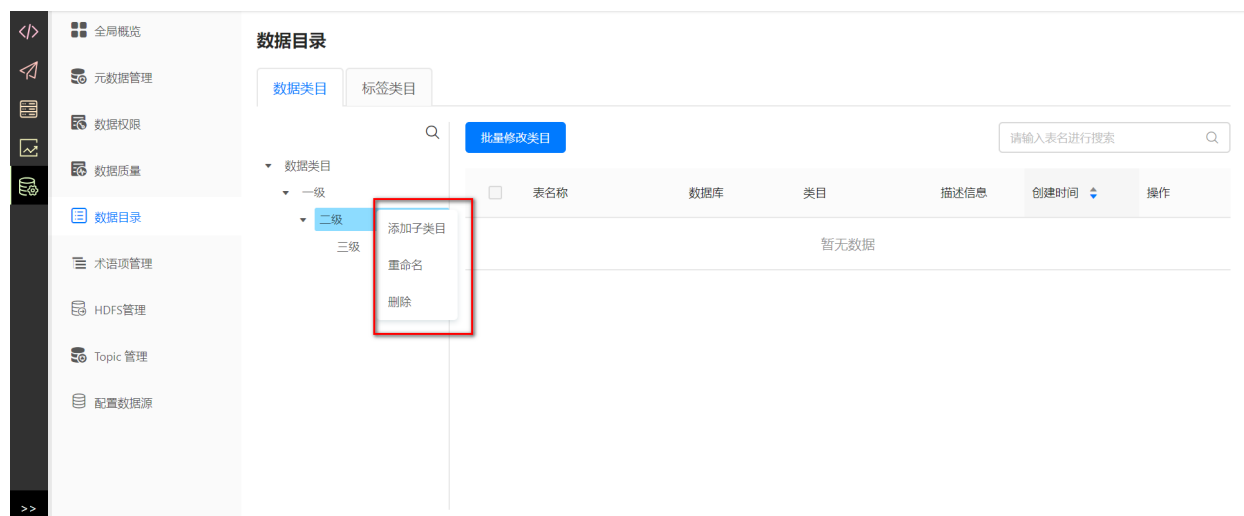 全局概览
元数据管理
数据权限
数据质量
数据目录
术语项管理
HDFS管理
Topic 管理
配置数据源
>>
数据目录
数据类目 标签类目
数据类目
一级
二级
三级
添加子类目
重命名
删除
批量修改类目 请输入表名进行搜索
表名称 数据库 类目 描述信息 创建时间 操作
暂无数据